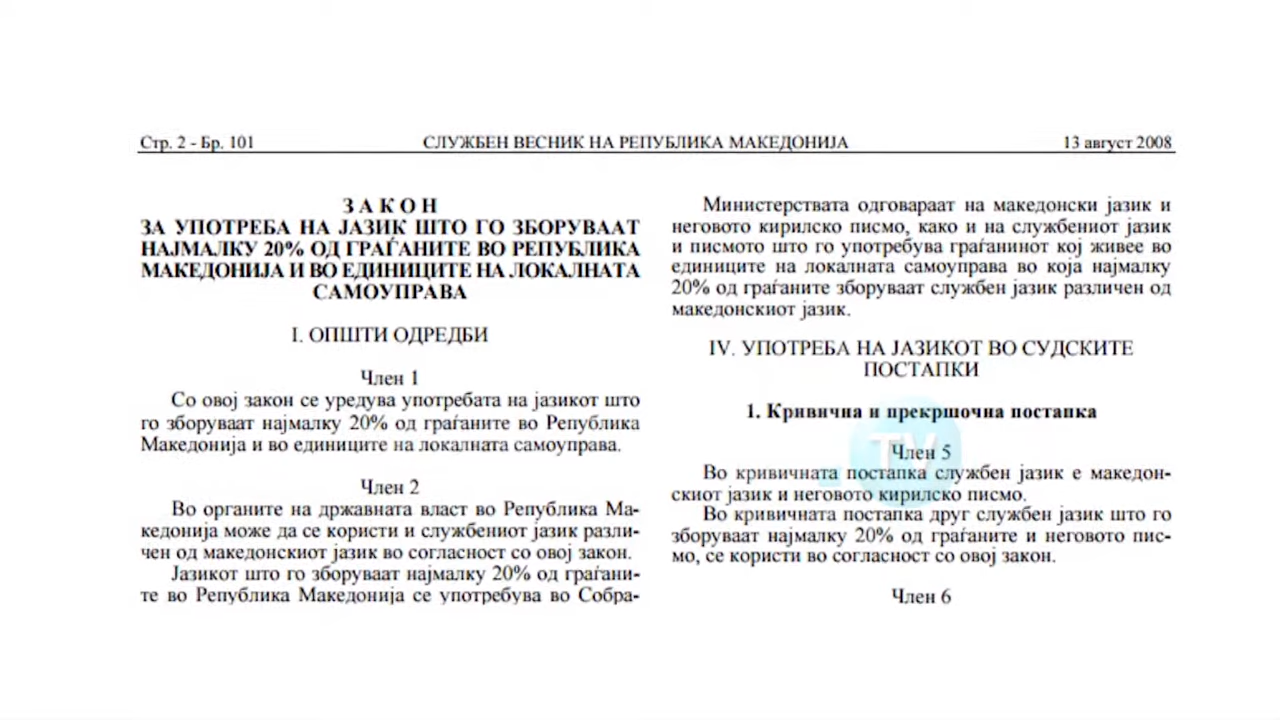 Стр. 2 - Бр. 101
СЛУЖБЕН ВЕСНИК НА РЕПУБЛИКА МАКЕДОНИЈА
13 август 2008
З А К О Н
ЗА УПОТРЕБА НА ЈАЗИК ШТО ГО ЗБОРУВААТ
НАЈМАЛКУ 20% ОД ГРАЃАНИТЕ ВО РЕПУБЛИКА
МАКЕДОНИЈА И ВО ЕДИНИЦИТЕ НА ЛОКАЛНАТА
САМОУПРАВА
I. ОПШТИ ОДРЕДБИ
Член 1
Со овој закон се уредува употребата на јазикот што
го зборуваат најмалку 20% од граѓаните во Република
Македонија и во единиците на локалната самоуправа.
Член 2
Во органите на државната власт во Република Ма-
кедонија може да се користи и службениот јазик разли-
чен од македонскиот јазик во согласност со овој закон.
Јазикот што го зборуваат најмалку 20% од граѓани-
те во Република Македонија се употребува во Собра-
Министерствата одговараат на македонски јазик и
неговото кирилско писмо, како и на службениот јазик
и писмото што го употребува граѓанинот кој живее во
единиците на локалната самоуправа во која најмалку
20% од граѓаните зборуваат службен јазик различен од
македонскиот јазик.
IV. УПОТРЕБА НА ЈАЗИКОТ ВО СУДСКИТЕ
ПОСТАПКИ
1. Кривична и прекршочна постапка
TV
Член 5
Во кривичната постапка службен јазик е македон-
скиот јазик и неговото кирилско писмо.
Во кривичната постапка друг службен јазик што го
зборуваат најмалку 20% од граѓаните и неговото пис-
мо, се користи во согласност со овој закон.
Член 6